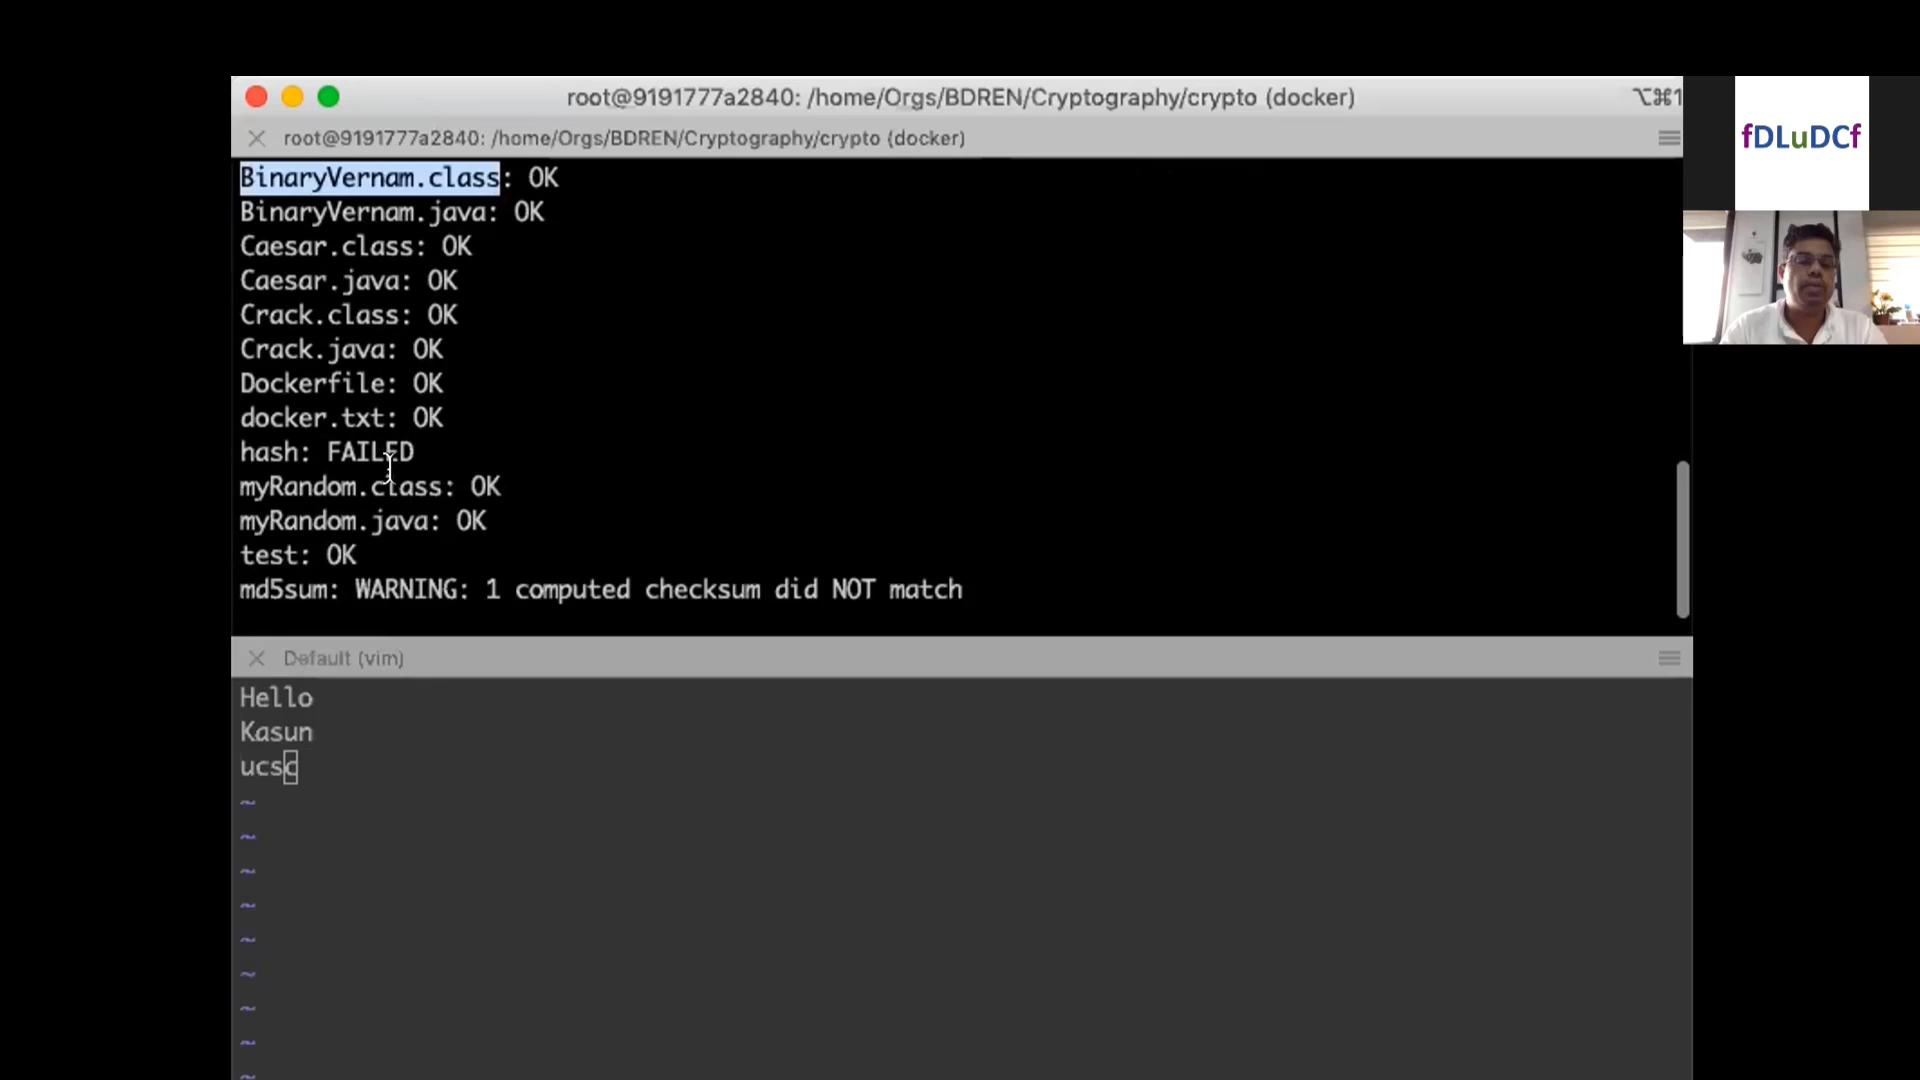 root@9191777a2840: /home/Orgs/BDREN/Cryptography/crypto (docker)
⌥⌘1
root@9191777a2840: /home/Orgs/BDREN/Cryptography/crypto (docker)
fDLuDCf
BinaryVernam.class: OK
BinaryVernam.java: OK
Caesar.class: OK
Caesar.java: OK
Crack.class: OK
Crack.java: OK
Dockerfile: OK
docker.txt: OK
hash: FAILED
myRandom.class: OK
myRandom.java: OK
test: OK
md5sum: WARNING: 1 computed checksum did NOT match
Default (vim)
Hello
Kasun
ucsc
~
~
~
~
~
~
~
~
~